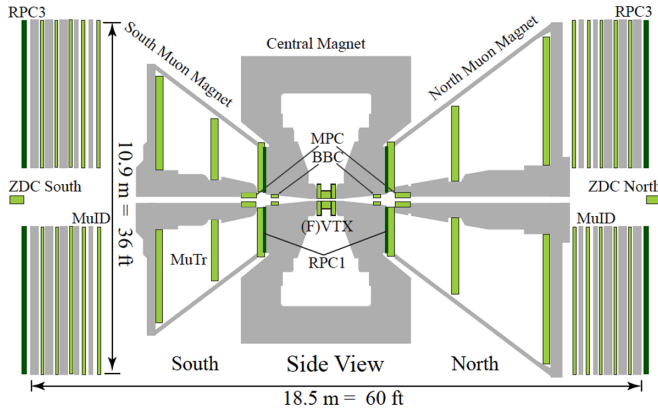 RPC3
RPC3
South Muon Magnet
Central Magnet
North Muon Magnet
MPC
BBC
ZDC South
ZDC North
10.9 m = 36 ft
MuID
(F)VTX
MuID
MuTr
RPC1
South
Side View
North
18.5 m = 60 ft